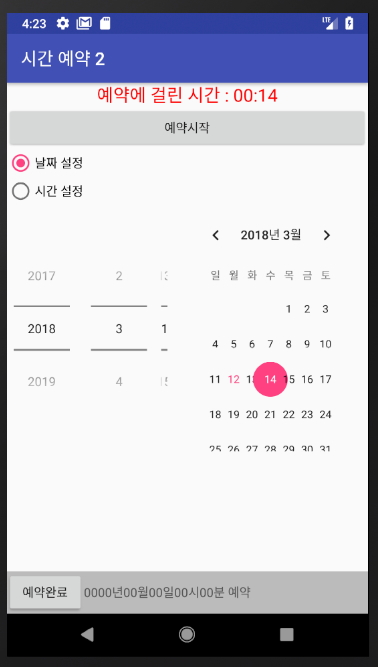 4:23 LTE
시간 예약 2
예약에 걸린 시간 : 00:14
예약시작
날짜 설정
시간 설정
2018년 3월
일 월 화 수 목 금 토
2017 2
2018 3
2019 4
1 2 3
4 5 6 7 8 9 10
11 12 14 15 16 17
18 19 20 21 22 23 24
25 26 27 28 29 30 31
예약완료 0000년00월00일00시00분 예약